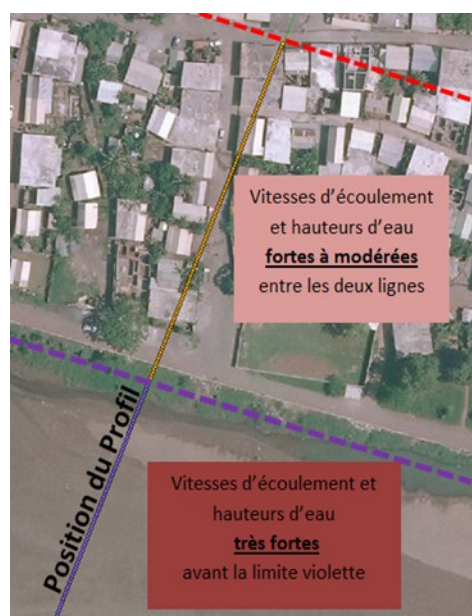 Vitesses d’écoulement
et hauteurs d’eau
fortes à modérées
entre les deux lignes
Position du Profil
Vitesses d’écoulement et
hauteurs d’eau
très fortes
avant la limite violette